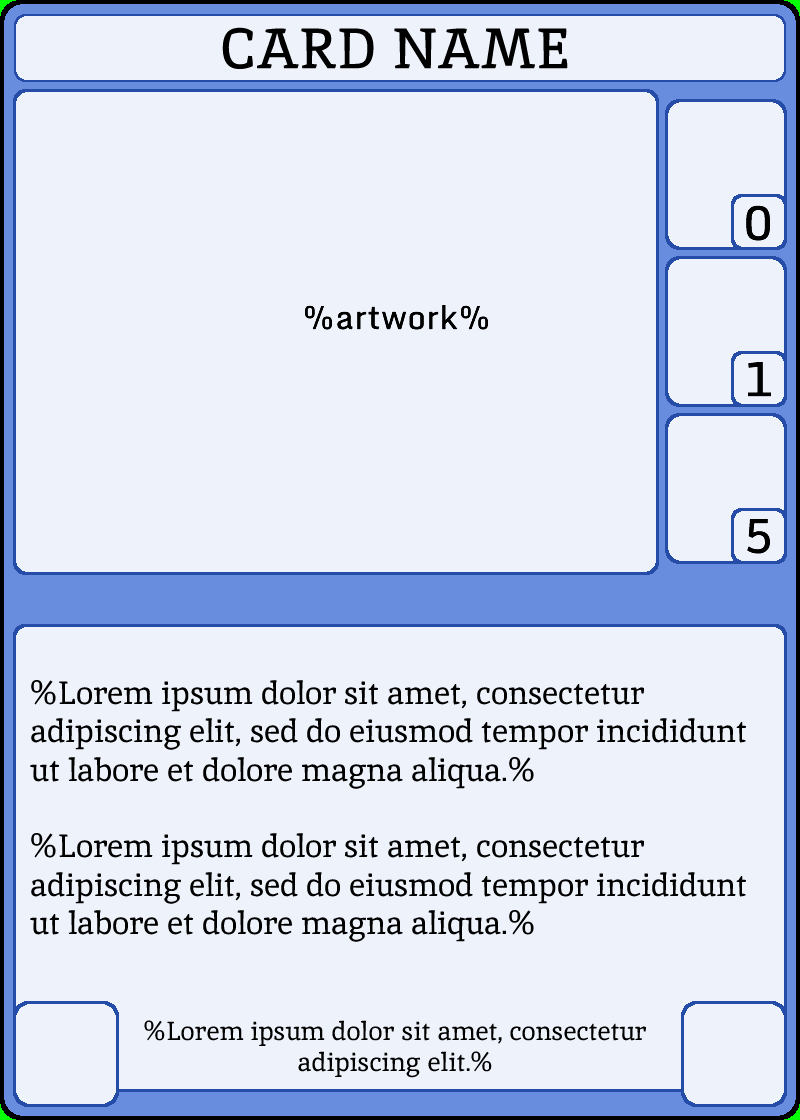 CARD NAME
0
%artwork%
1
5
%Lorem ipsum dolor sit amet, consectetur
adipiscing elit, sed do eiusmod tempor incididunt
ut labore et dolore magna aliqua.%
%Lorem ipsum dolor sit amet, consectetur
adipiscing elit, sed do eiusmod tempor incididunt
ut labore et dolore magna aliqua.%
%Lorem ipsum dolor sit amet, consectetur
adipiscing elit.%